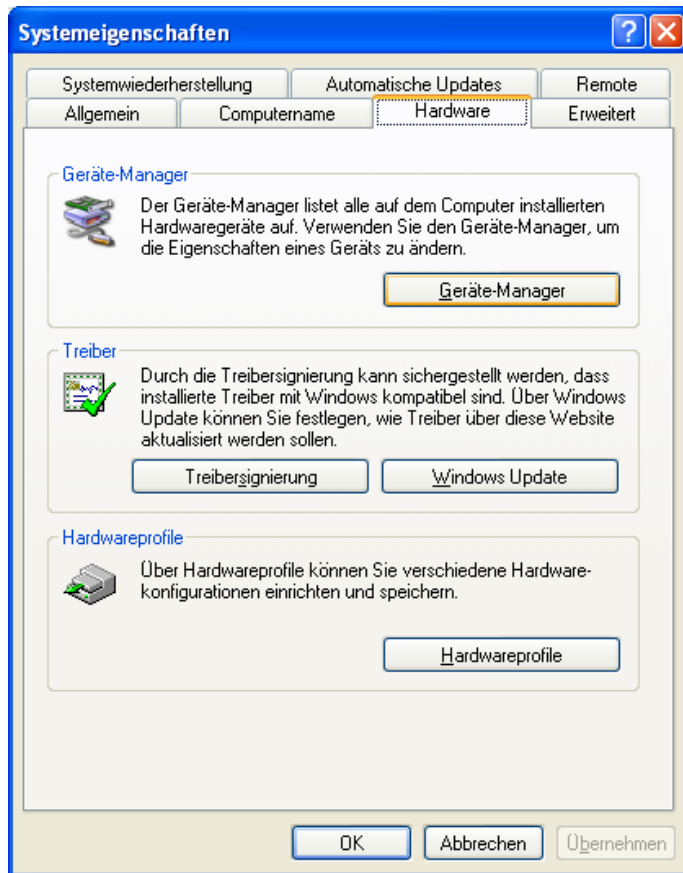 Systemeigenschaften
Systemwiederherstellung Automatische Updates Remote
Allgemein Computername Hardware Erweitert
Geräte-Manager
Der Geräte-Manager listet alle auf dem Computer installierten
Hardwaregeräte auf. Verwenden Sie den Geräte-Manager, um
die Eigenschaften eines Geräts zu ändern.
Geräte-Manager
Treiber
Durch die Treibersignierung kann sichergestellt werden, dass
installierte Treiber mit Windows kompatibel sind. Über Windows
Update können Sie festlegen, wie Treiber über diese Website
aktualisiert werden sollen.
Treibersignierung Windows Update
Hardwareprofile
Über Hardwareprofile können Sie verschiedene Hardware-
konfigurationen einrichten und speichern.
Hardwareprofile
OK Abbrechen Übernehmen